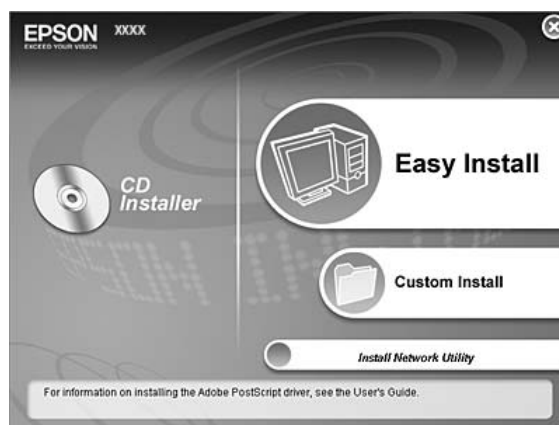 EPSON
EXCEED YOUR VISION
XXXX
Easy Install
CD
Installer
Custom Install
Install Network Utility
For information on installing the Adobe PostScript driver, see the User's Guide.